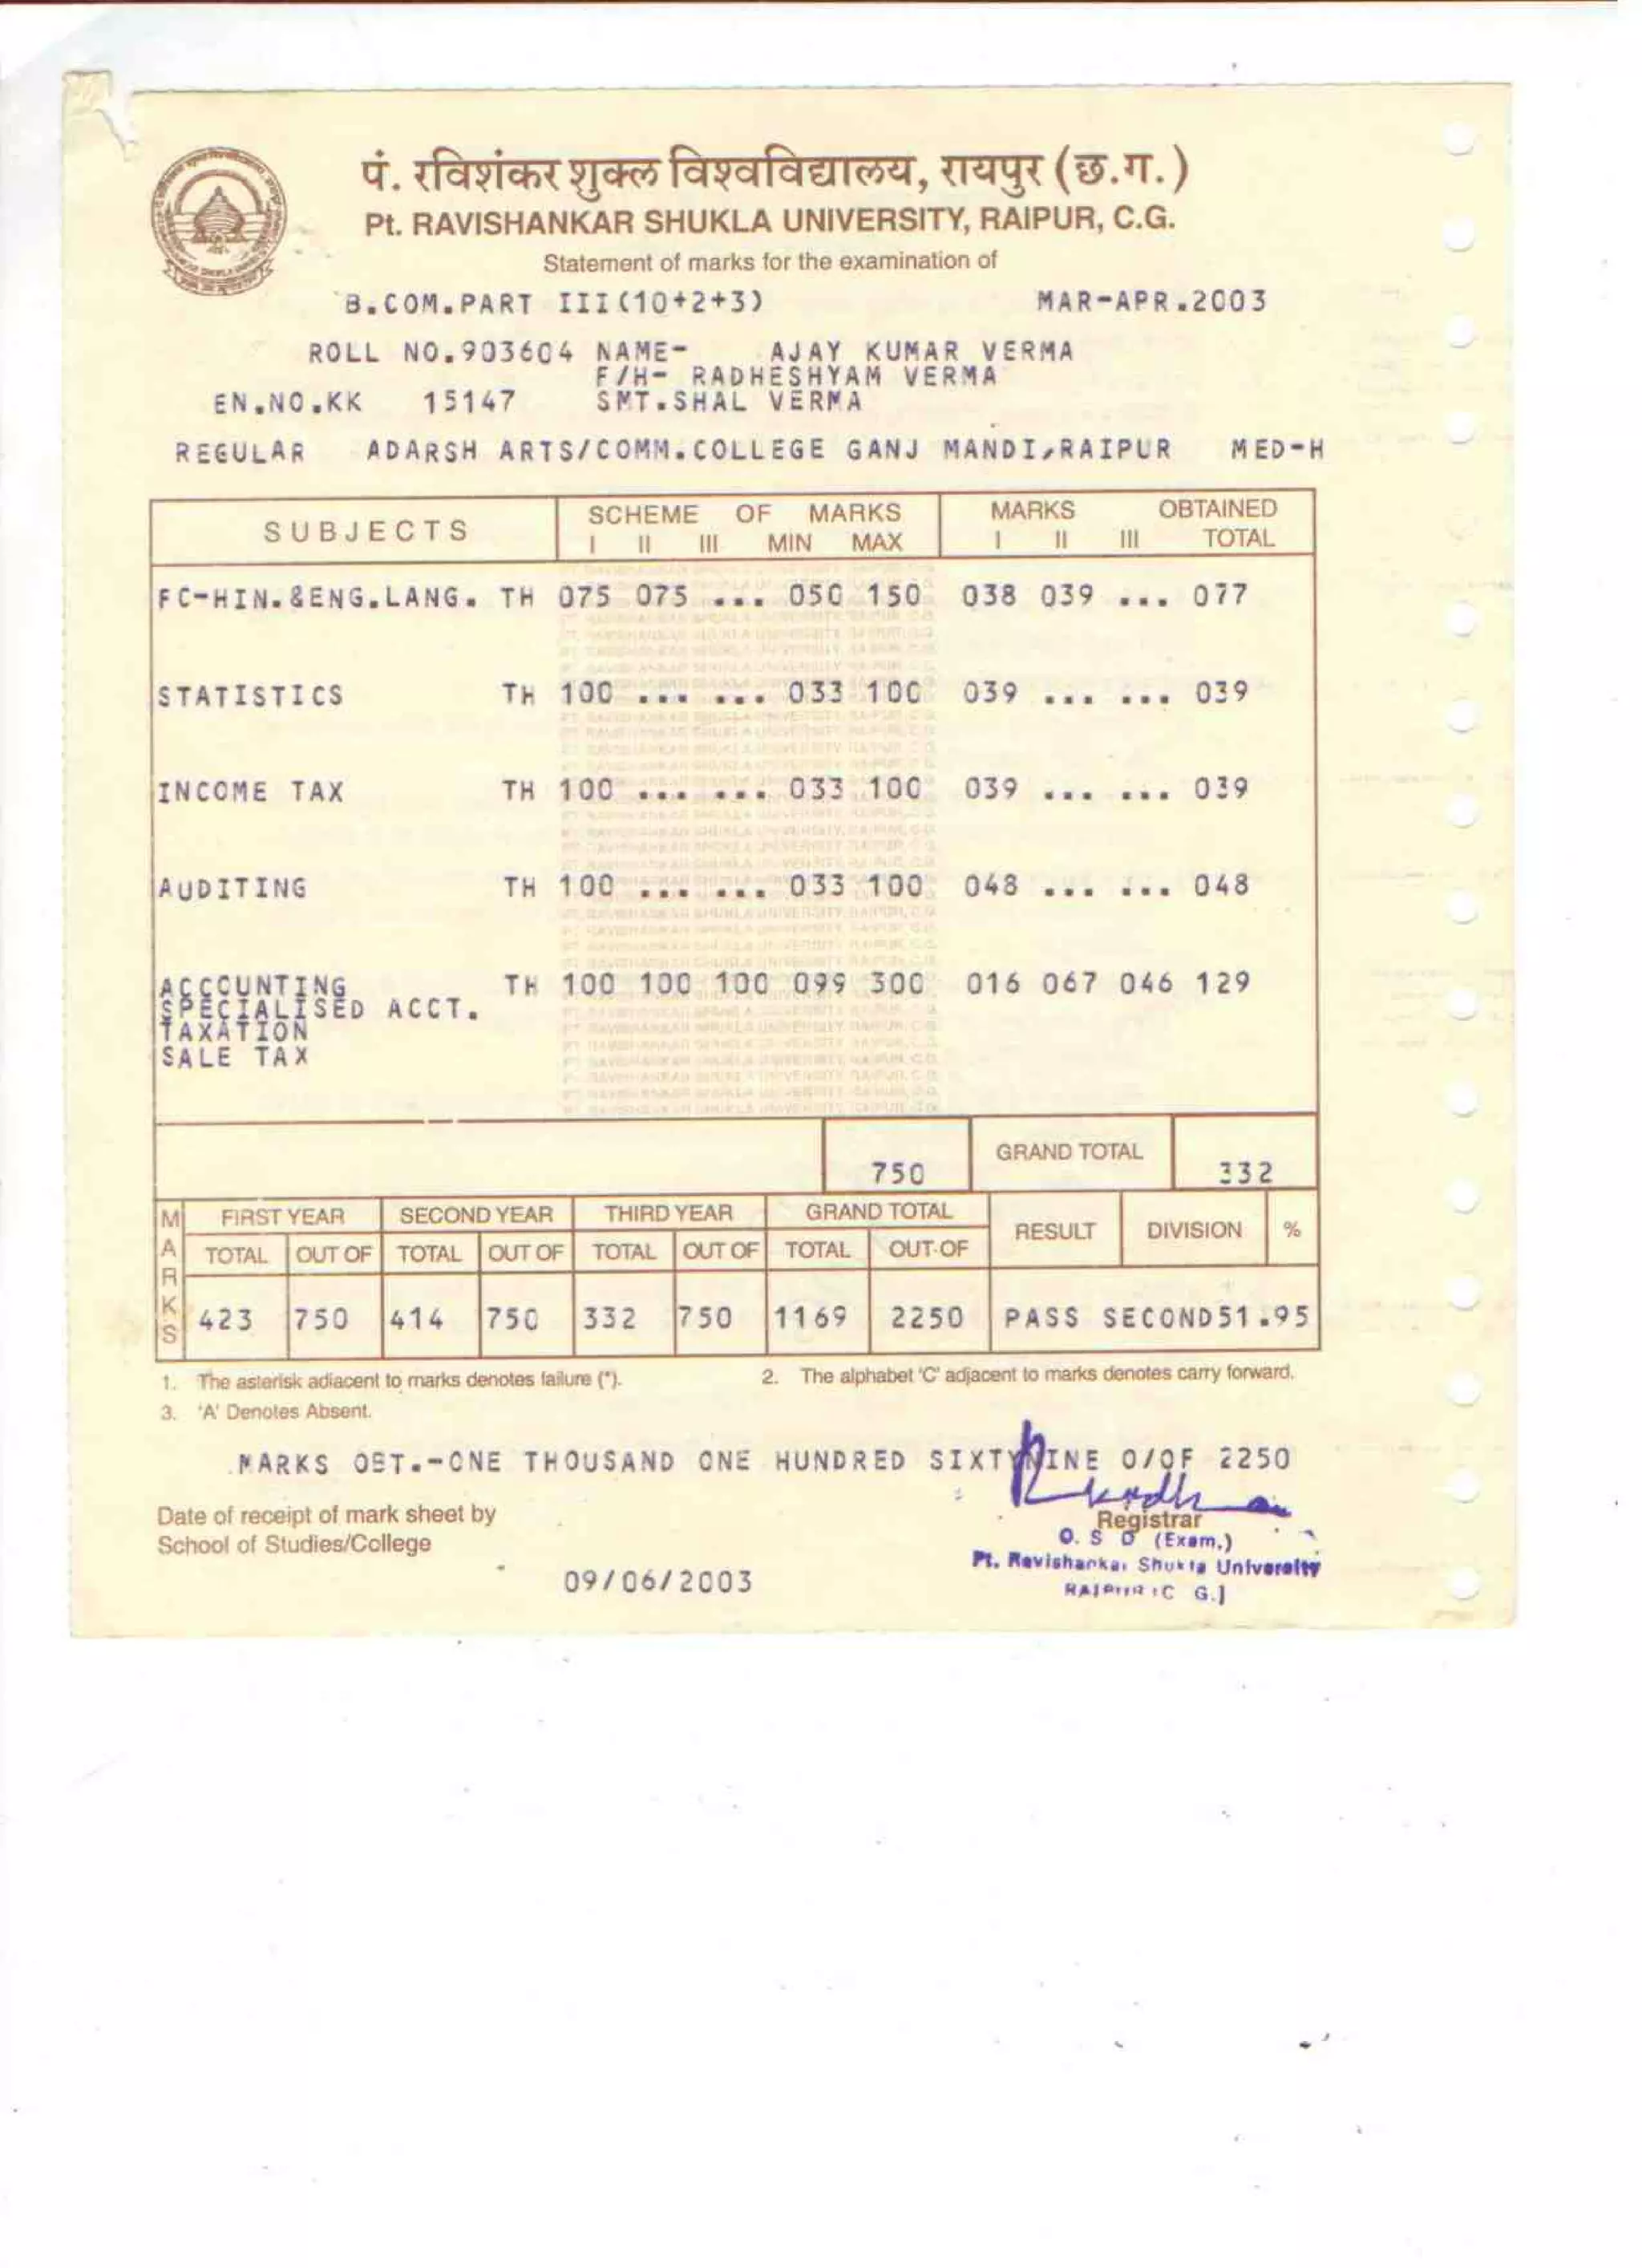 पं. रविशंकर शुक्ल विश्वविद्यालय, रायपुर (छ.ग.)
Pt. RAVISHANKAR SHUKLA UNIVERSITY, RAIPUR, C.G.
Statement of marks for the examination of
B.COM.PART III(10+2+3) MAR-APR.2003
ROLL NO.903604 NAME- AJAY KUMAR VERMA
F/H- RADHESHYAM VERMA
EN.NO.KK 15147 SMT.SHAL VERMA
REGULAR ADARSH ARTS/COMM.COLLEGE GANJ MANDI,RAIPUR MED-H
SUBJECTS SCHEME OF MARKS MARKS OBTAINED
I II III MIN MAX I II III TOTAL
FC-HIN.&ENG.LANG. TH 075 075 ... 050 150 038 039 ... 077
STATISTICS TH 100 ... ... 033 100 039 ... ... 039
INCOME TAX TH 100 ... ... 033 100 039 ... ... 039
AUDITING TH 100 ... ... 033 100 048 ... ... 048
ACCOUNTING TH 100 100 100 099 300 016 067 046 129
SPECIALISED ACCT.
TAXATION
SALE TAX
750 GRAND TOTAL 332
MARKS FIRST YEAR SECOND YEAR THIRD YEAR GRAND TOTAL RESULT DIVISION %
TOTAL OUT OF TOTAL OUT OF TOTAL OUT OF TOTAL OUT OF
423 750 414 750 332 750 1169 2250 PASS SECOND 51.95
1. The asterisk adjacent to marks denotes failure (*). 2. The alphabet 'C' adjacent to marks denotes carry forward.
3. 'A' Denotes Absent.
MARKS OBT.-ONE THOUSAND ONE HUNDRED SIXTYNINE O/OF 2250
Date of receipt of mark sheet by
School of Studies/College
Registrar
O. S D (Exam.)
Pt. Ravishankar Shukla University
RAIPUR (C G.)
09/06/2003